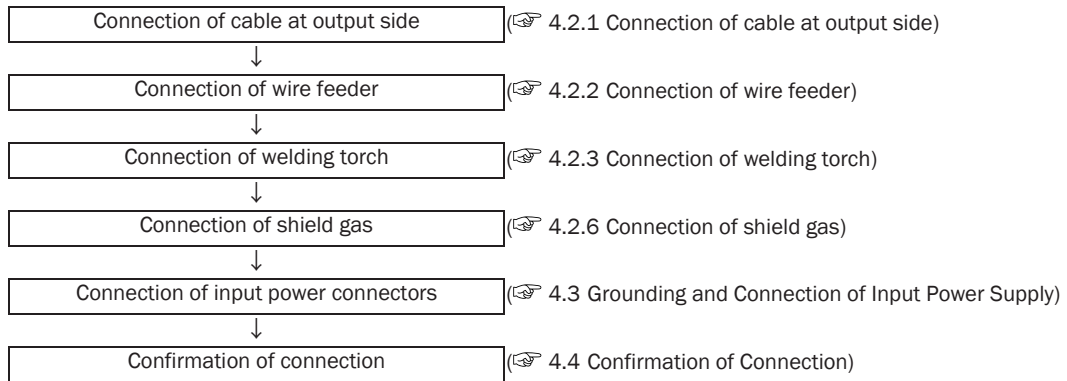 Connection of cable at output side (☞ 4.2.1 Connection of cable at output side)
↓
Connection of wire feeder (☞ 4.2.2 Connection of wire feeder)
↓
Connection of welding torch (☞ 4.2.3 Connection of welding torch)
↓
Connection of shield gas (☞ 4.2.6 Connection of shield gas)
↓
Connection of input power connectors (☞ 4.3 Grounding and Connection of Input Power Supply)
↓
Confirmation of connection (☞ 4.4 Confirmation of Connection)